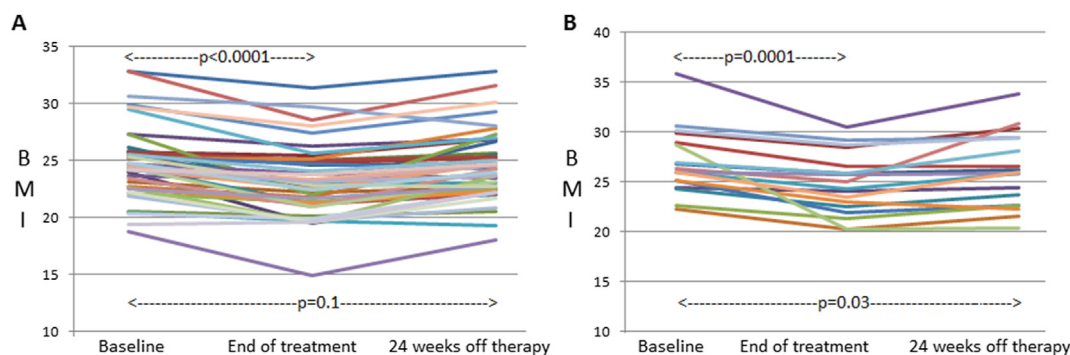 A
B
35
30
25
20
15
10
B
M
I
<-----------p<0.0001------>
<----------------------------p=0.1-------------------------->
Baseline End of treatment 24 weeks off therapy
40
35
30
25
20
15
10
B
M
I
<--------p=0.0001------->
<----------------------p=0.03----------------------->
Baseline End of treatment 24 weeks off therapy